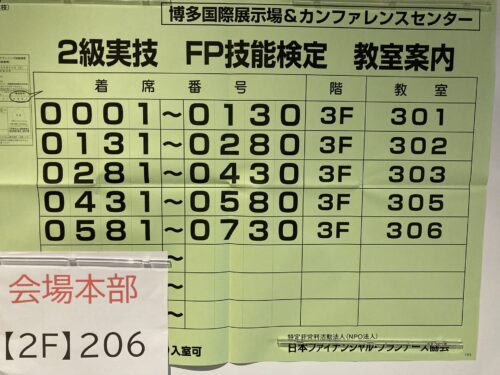 博多国際展示場&カンファレンスセンター
2級実技 FP技能検定 教室案内
着席番号 階 教室
0001～0130 3F 301
0131～0280 3F 302
0281～0430 3F 303
0431～0580 3F 305
0581～0730 3F 306
～
～
～
会場本部
【2F】206
入室可
特定非営利活動法人(NPO法人)
日本ファイナンシャル・プランナーズ協会